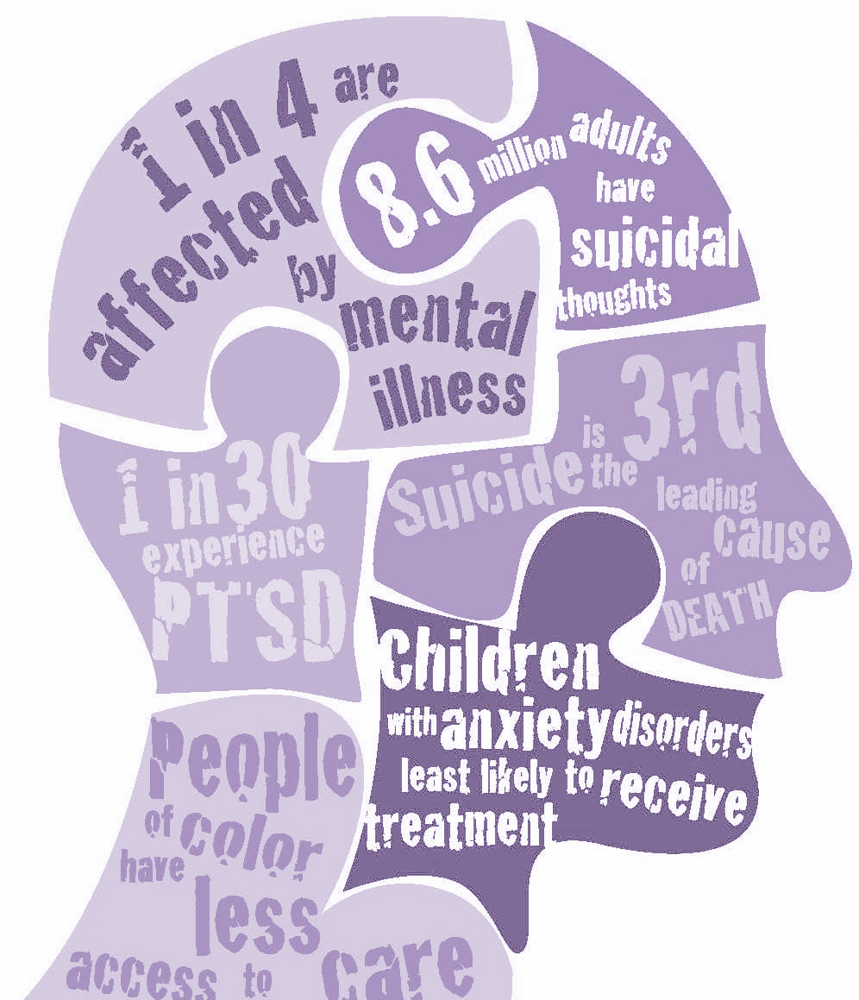 1 in 4 are
affected
by
mental
illness
8.6 million adults
have
suicidal
thoughts
1 in 30
experience
PTSD
Suicide is the 3rd
leading
cause
of
DEATH
Children
with anxiety disorders
least likely to receive
treatment
People
of color
have
less
access to care